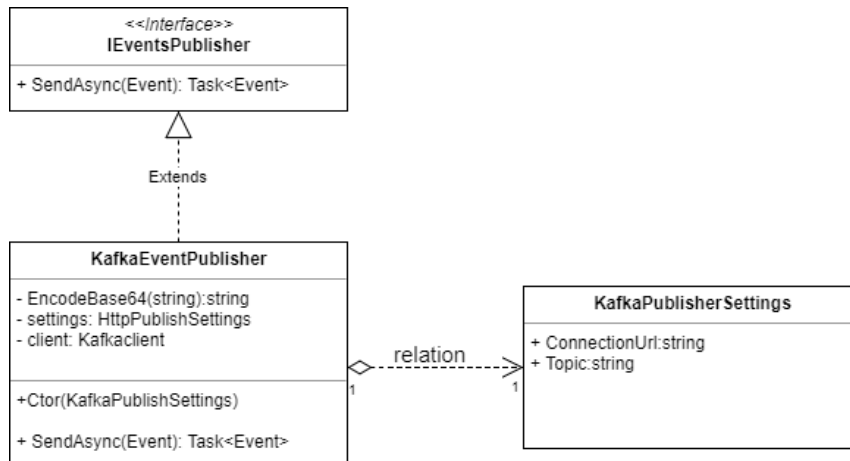 <<Interface>>
IEventsPublisher
+ SendAsync(Event): Task<Event>
Extends
KafkaEventPublisher
- EncodeBase64(string):string
- settings: HttpPublishSettings
- client: Kafkaclient
+Ctor(KafkaPublishSettings)
+ SendAsync(Event): Task<Event>
relation
1
1
KafkaPublisherSettings
+ ConnectionUrl:string
+ Topic:string